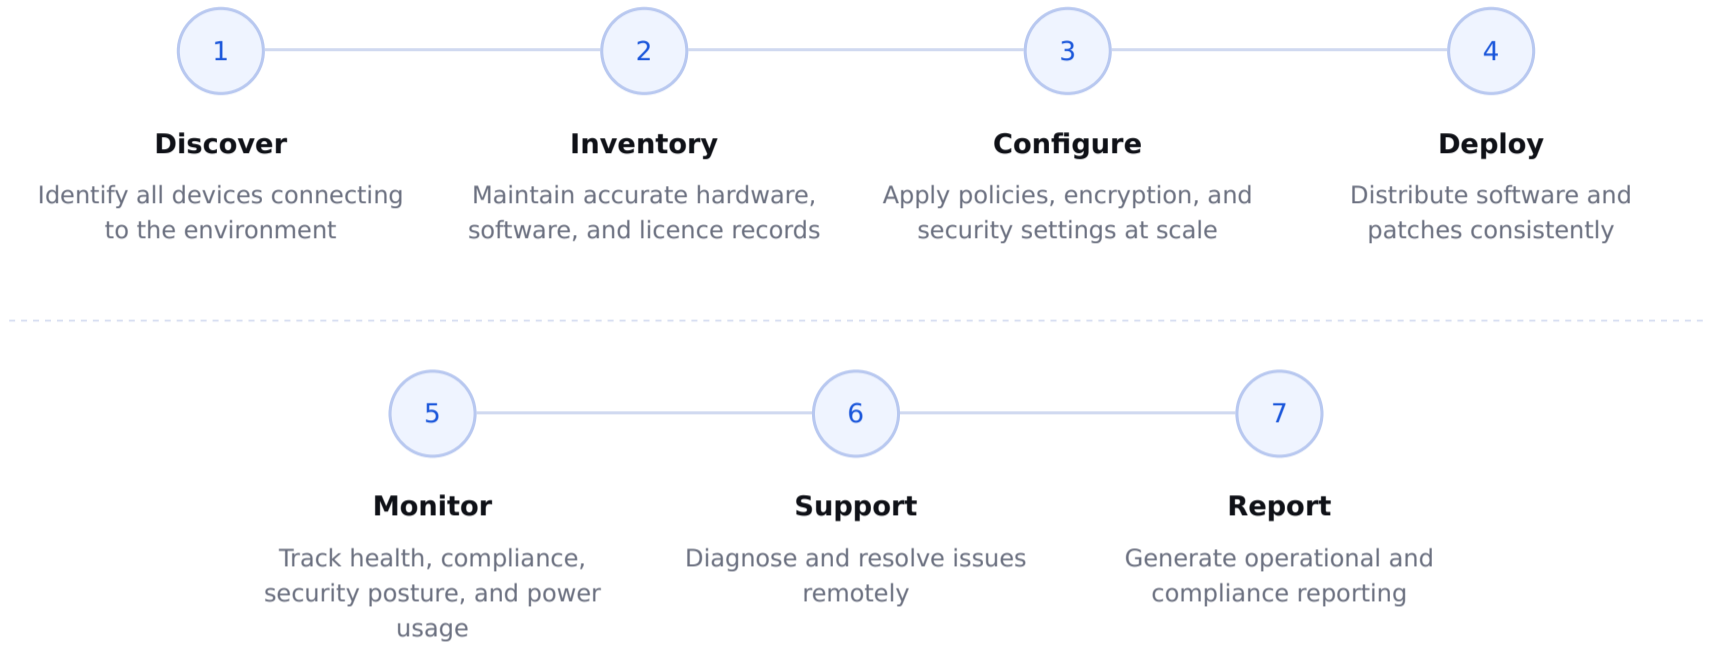 1
2
3
4
Discover
Inventory
Configure
Deploy
Identify all devices connecting
to the environment
Maintain accurate hardware,
software, and licence records
Apply policies, encryption, and
security settings at scale
Distribute software and
patches consistently
5
6
7
Monitor
Support
Report
Track health, compliance,
security posture, and power
usage
Diagnose and resolve issues
remotely
Generate operational and
compliance reporting